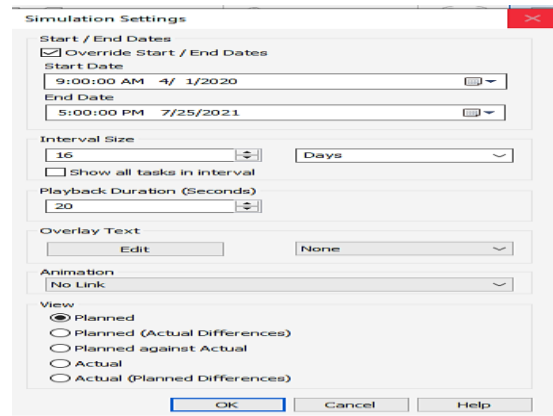 Simulation Settings
Start / End Dates
Override Start / End Dates
Start Date
9:00:00 AM 4/ 1/2020
End Date
5:00:00 PM 7/25/2021
Interval Size
16 Days
Show all tasks in interval
Playback Duration (Seconds)
20
Overlay Text
Edit None
Animation
No Link
View
Planned
Planned (Actual Differences)
Planned against Actual
Actual
Actual (Planned Differences)
OK Cancel Help